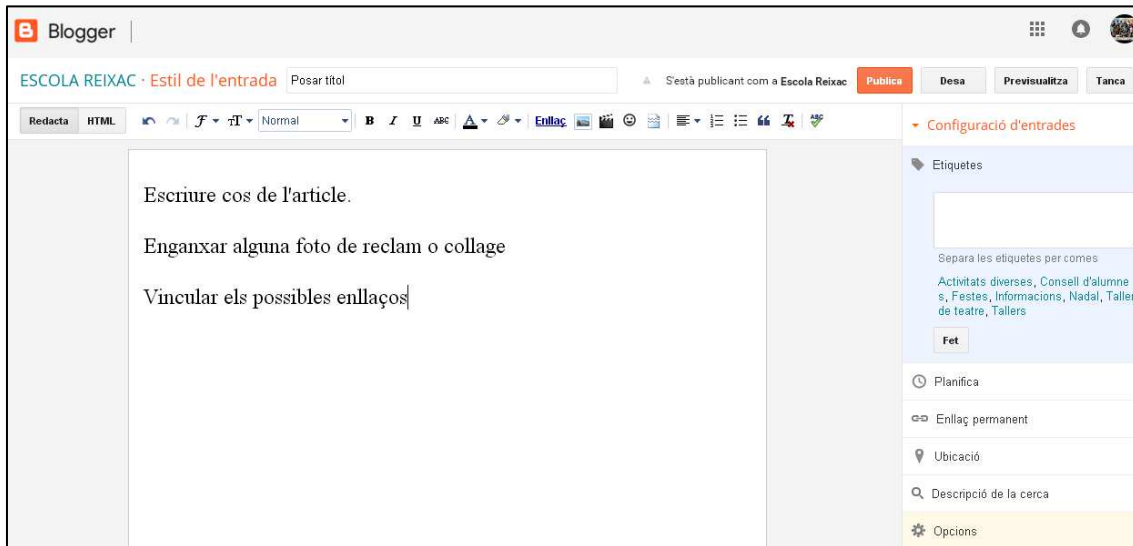 Blogger
ESCOLA REIXAC · Estil de l'entrada Posar títol S'està publicant com a Escola Reixac Publica Desa Previsualitza Tanca
Redacta HTML Normal B I U ABC A Enllaç ABC
Escriure cos de l'article.
Enganxar alguna foto de reclam o collage
Vincular els possibles enllaços
Configuració d'entrades
Etiquetes
Separa les etiquetes per comes
Activitats diverses, Consell d'alumne
s, Festes, Informacions, Nadal, Taller
de teatre, Tallers
Fet
Planifica
Enllaç permanent
Ubicació
Descripció de la cerca
Opcions